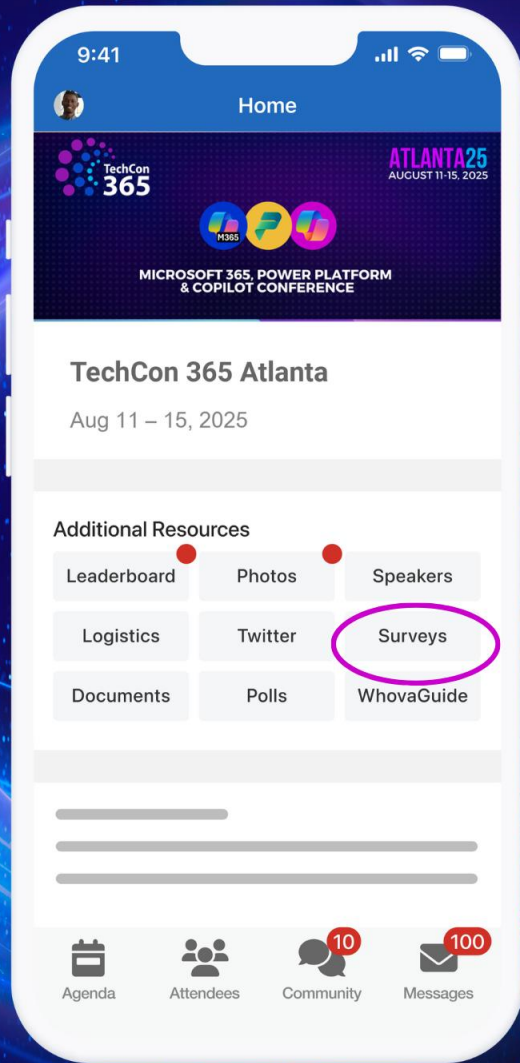 9:41
Home
TechCon
365
ATLANTA25
AUGUST 11-15, 2025
M365
MICROSOFT 365, POWER PLATFORM
& COPILOT CONFERENCE
TechCon 365 Atlanta
Aug 11 – 15, 2025
Additional Resources
Leaderboard Photos Speakers
Logistics Twitter Surveys
Documents Polls WhovaGuide
10 100
Agenda Attendees Community Messages